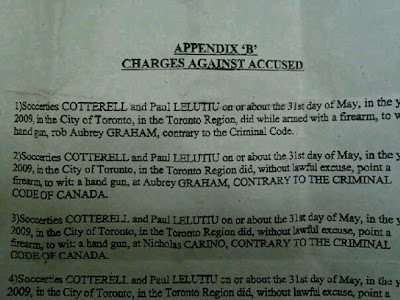 APPENDIX 'B'
CHARGES AGAINST ACCUSED
1)Soccerties COTTERELL and Paul LELUTIU on or about the 31st day of May, in the
2009, in the City of Toronto, in the Toronto Region, did while armed with a firearm, to
hand gun, rob Aubrey GRAHAM, contrary to the Criminal Code.
2)Soccerties COTTERELL and Paul LELUTIU on or about the 31st day of May, in the y
2009, in the City of Toronto, in the Toronto Region did, without lawful excuse, point a
firearm, to wit: a hand gun, at Aubrey GRAHAM, CONTRARY TO THE CRIMINAL
CODE OF CANADA.
3)Soccerties COTTERELL and Paul LELUTIU on or about the 31st day of May, in the
2009, in the City of Toronto, in the Toronto Region did, without lawful excuse, point a
firearm, to wit: a hand gun, at Nicholas CARINO, CONTRARY TO THE CRIMINAL
CODE OF CANADA.
4)Soccerties COTTERELL and Paul LELUTIU on or about the 31st day of May, in the
2009, in the City of Toronto, in the Toronto Region did, without lawful excuse, point a